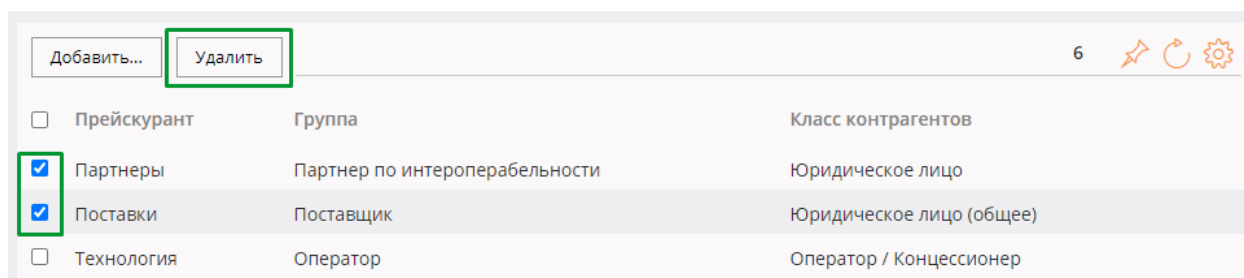 Добавить... Удалить 6
Прейскурант Группа Класс контрагентов
Партнеры Партнер по интероперабельности Юридическое лицо
Поставки Поставщик Юридическое лицо (общее)
Технология Оператор Оператор / Концессионер